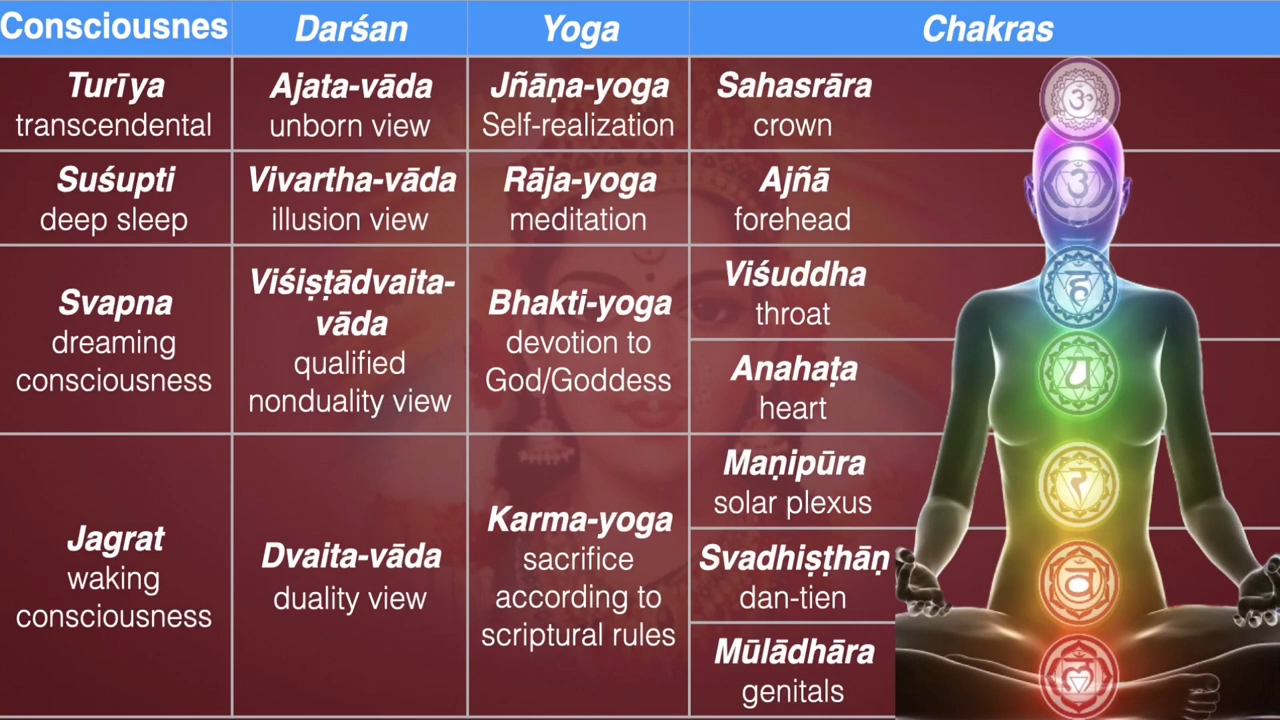 Consciousnes
Darśan
Yoga
Chakras
Turīya
transcendental
Ajata-vāda
unborn view
Jñāṇa-yoga
Self-realization
Sahasrāra
crown
Suśupti
deep sleep
Vivartha-vāda
illusion view
Rāja-yoga
meditation
Ajñā
forehead
Svapna
dreaming
consciousness
Viśiṣṭādvaita-
vāda
qualified
nonduality view
Bhakti-yoga
devotion to
God/Goddess
Viśuddha
throat
Anahaṭa
heart
Jagrat
waking
consciousness
Dvaita-vāda
duality view
Karma-yoga
sacrifice
according to
scriptural rules
Maṇipūra
solar plexus
Svadhiṣṭhāṇ
dan-tien
Mūlādhāra
genitals
ॐ
ॐ
ह
य
र
व
ल